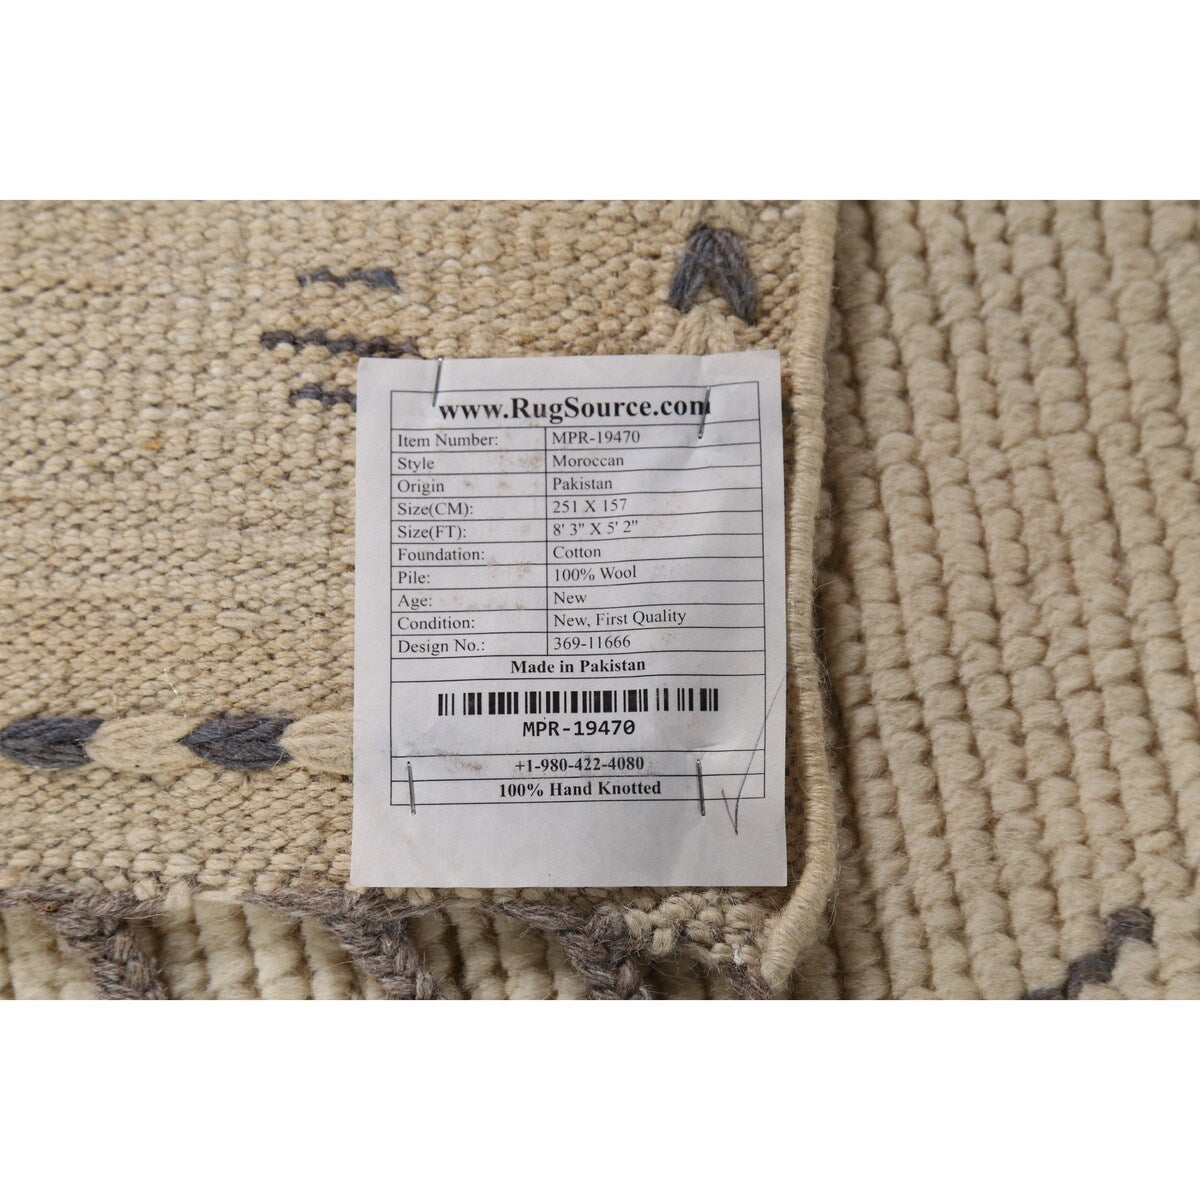 www.RugSource.com
Item Number: MPR-19470
Style Moroccan
Origin Pakistan
Size(CM): 251 X 157
Size(FT): 8' 3" X 5' 2"
Foundation: Cotton
Pile: 100% Wool
Age: New
Condition: New, First Quality
Design No.: 369-11666
Made in Pakistan
MPR-19470
+1-980-422-4080
100% Hand Knotted